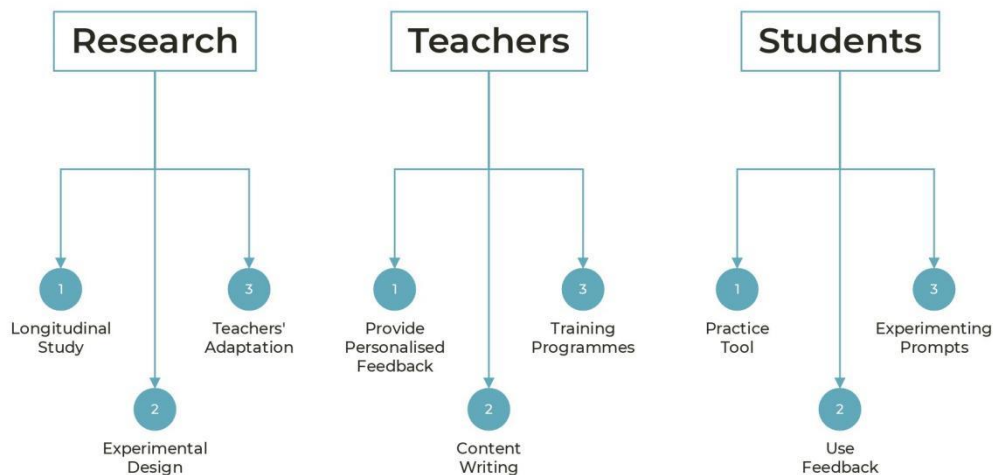 Research
1
Longitudinal
Study
2
Experimental
Design
3
Teachers'
Adaptation
Teachers
1
Provide
Personalised
Feedback
2
Content
Writing
3
Training
Programmes
Students
1
Practice
Tool
2
Use
Feedback
3
Experimenting
Prompts